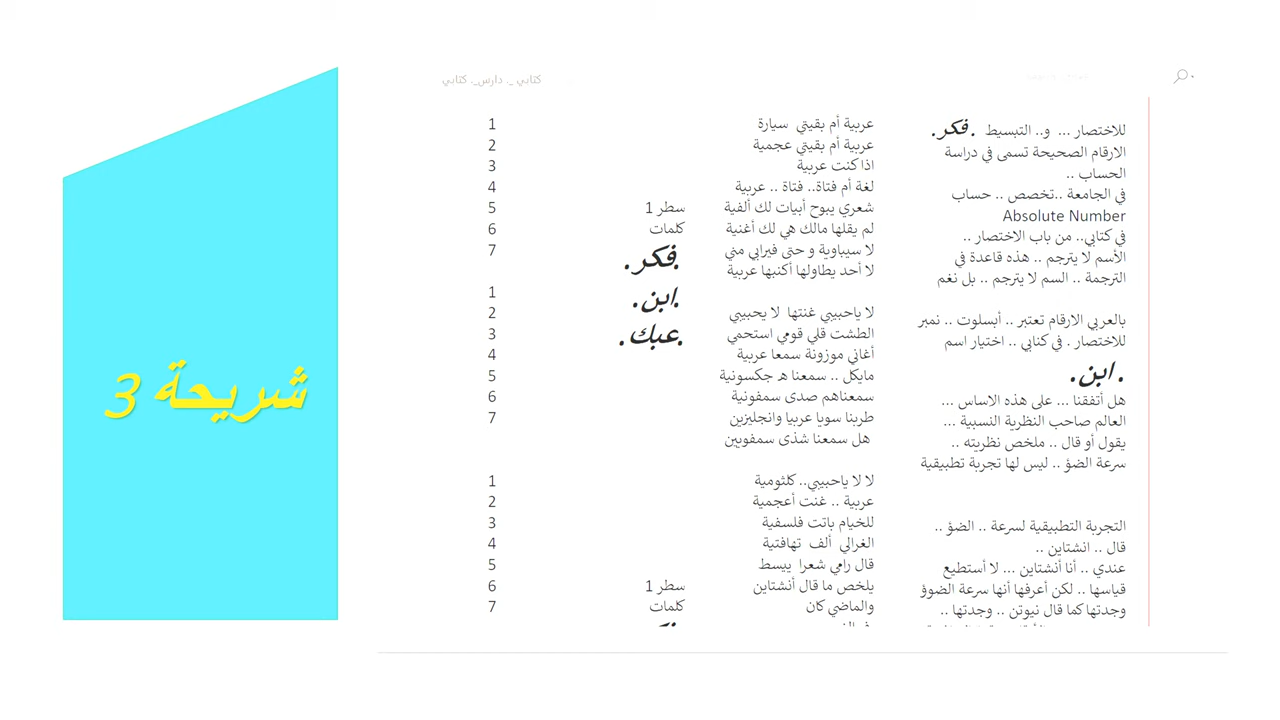 كتابي _. دارس_. كتابي
للاختصار ... و.. التبسيط .فكر.
الارقام الصحيحة تسمى في دراسة
الحساب ..
في الجامعة ..تخصص .. حساب
Absolute Number
في كتابي.. من باب الاختصار ..
الأسم لا يترجم .. هذه قاعدة في
الترجمة .. السم لا يترجم .. بل نغم
بالعربي الارقام تعتبر .. أبسلوت .. نمبر
للاختصار . في كتابي .. اختيار اسم
.ابن.
هل أتفقنا ... على هذه الاساس ...
العالم صاحب النظرية النسبية ...
يقول أو قال .. ملخص نظريته ..
سرعة الضؤ .. ليس لها تجربة تطبيقية
التجربة التطبيقية لسرعة .. الضؤ ..
قال .. انشتاين ..
عندي .. أنا أنشتاين ... لا أستطيع
قياسها .. لكن أعرفها أنها سرعة الضوؤ
وجدتها كما قال نيوتن .. وجدتها ..
عربية أم بقيتي سيارة
عربية أم بقيتي عجمية
اذا كنت عربية
لغة أم فتاة.. فتاة .. عربية
شعري يبوح أبيات لك ألفية
لم يقلها مالك هي لك أغنية
لا سيباوية و حتى فيرابي مني
لا أحد يطاولها أكتبها عربية
لا ياحبيبي غنتها لا يحبيبي
الطشت قلي قومي استحمي
أغاني موزونة سمعا عربية
مايكل .. سمعنا هـ جكسونية
سمعناهم صدى سمفونية
طربنا سويا عربيا وانجليزين
هل سمعنا شذى سمفويين
لا لا ياحبيبي.. كلثومية
عربية .. غنت أعجمية
للخيام باتت فلسفية
الغرالي ألف تهافتية
قال رامي شعرا ييسط
يلخص ما قال أنشتاين
والماضي كان
سطر 1
كلمات
.فكر.
.ابن.
.عبك.
سطر 1
كلمات
1
2
3
4
5
6
7
1
2
3
4
5
6
7
1
2
3
4
5
6
7
شريحة 3